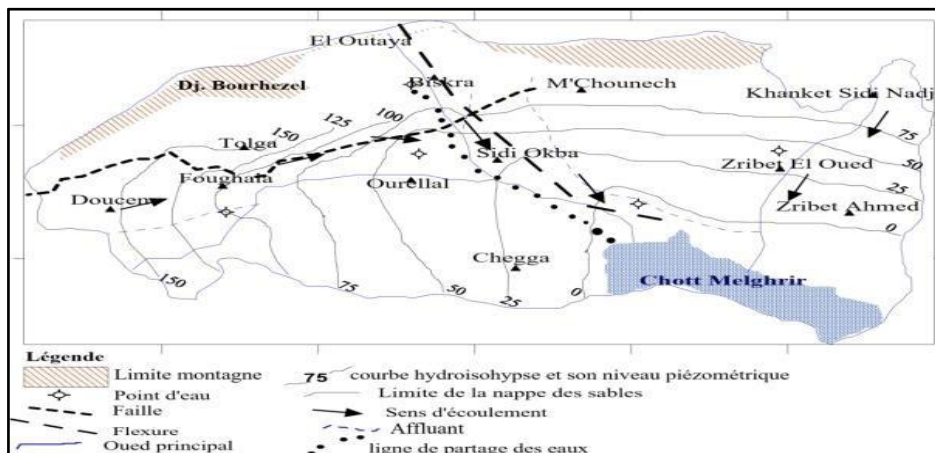 El Outaya
Dj. Bourhezel
Biskra
M'Chounech
Khanket Sidi Nadj
150
125
100
75
Tolga
Sidi Okba
50
Zribet El Oued
Foughala
Ourellal
25
Doucen
Zribet Ahmed
0
Chegga
Chott Melghrir
150
75
50
25
0
Légende
Limite montagne
75 courbe hydroisohypse et son niveau piézométrique
Point d'eau
Limite de la nappe des sables
Faille
Sens d'écoulement
Flexure
Affluant
Oued principal
ligne de partage des eaux